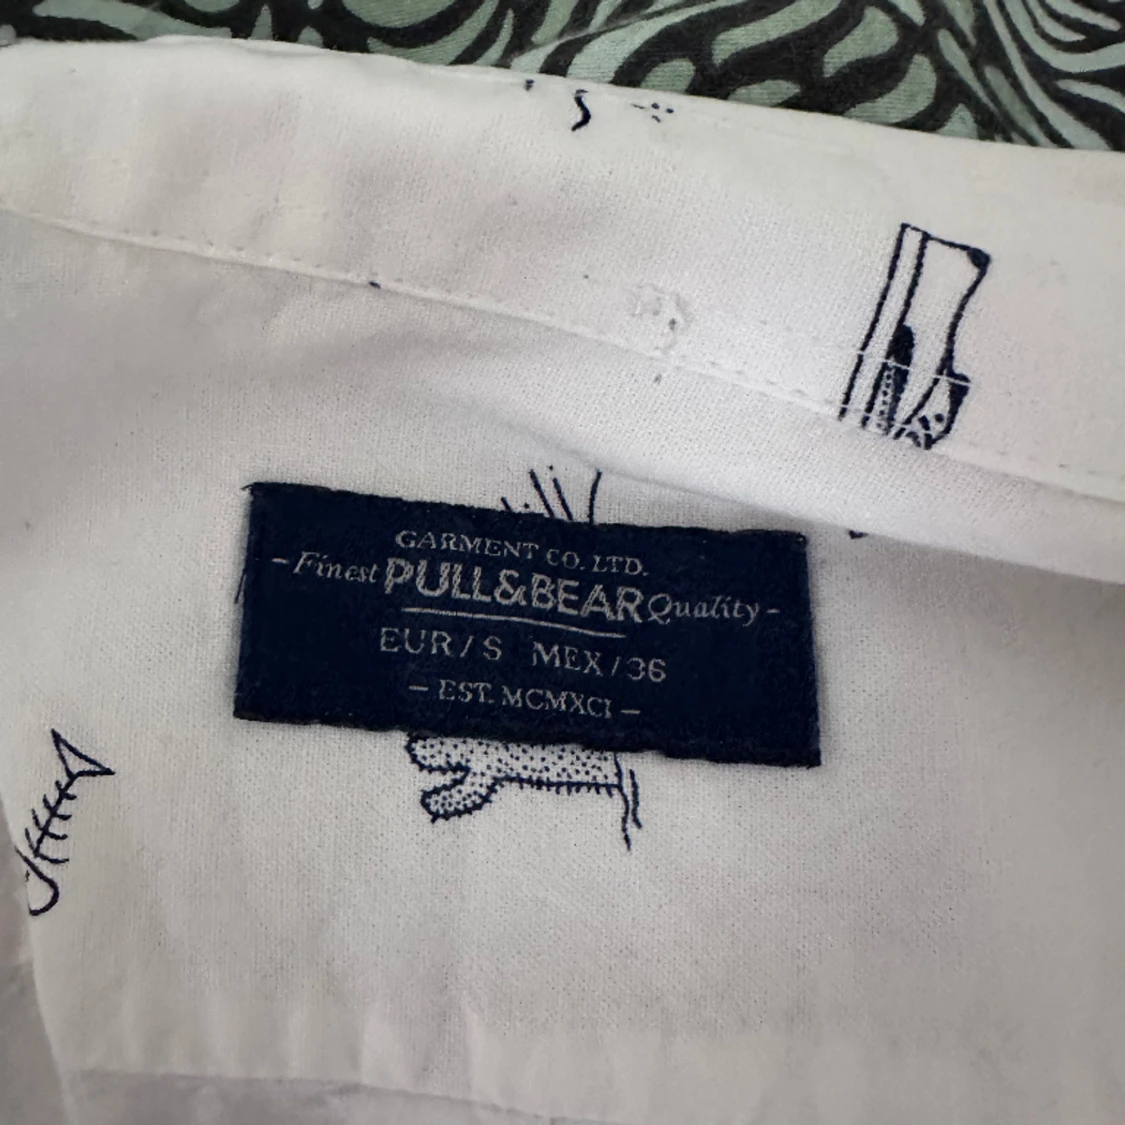 GARMENT CO. LTD.
-Finest PULL&BEAR Quality-
EUR/S MEX/36
- EST. MCMXCI -